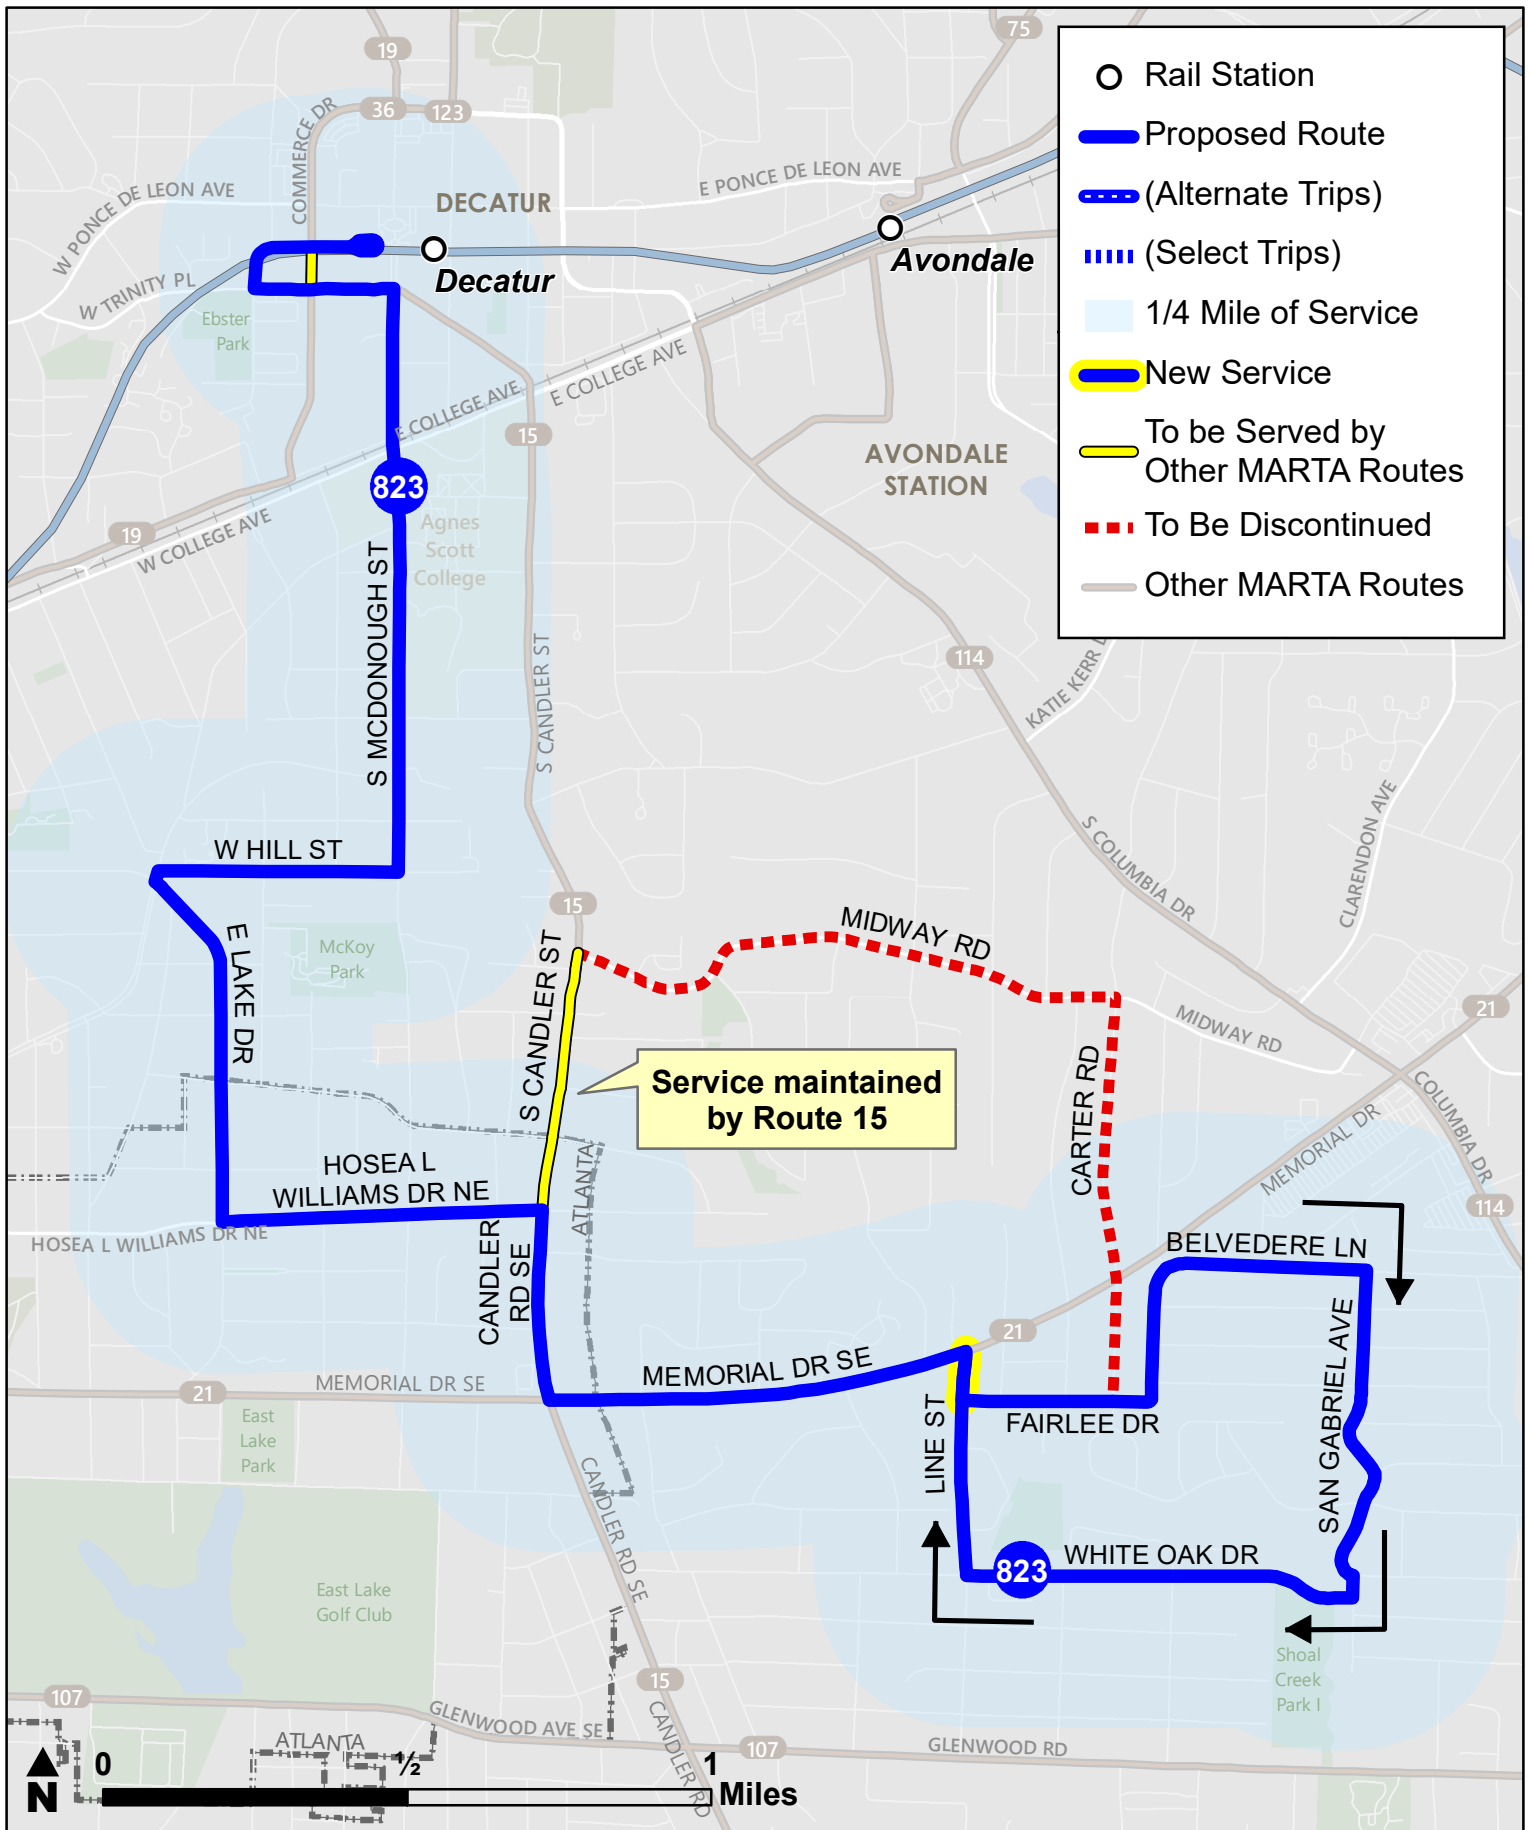 75
19
36
123
COMMERCE DR
W PONCE DE LEON AVE
E PONCE DE LEON AVE
DECATUR
Decatur
Avondale
W TRINITY PL
Ebster
Park
E COLLEGE AVE
E COLLEGE AVE
15
AVONDALE
STATION
823
19
W COLLEGE AVE
Agnes
Scott
College
S MCDONOUGH ST
S CANDLER ST
114
KATIE KERR
Rail Station
Proposed Route
(Alternate Trips)
(Select Trips)
1/4 Mile of Service
New Service
To be Served by
Other MARTA Routes
To Be Discontinued
Other MARTA Routes
W HILL ST
S COLUMBIA DR
CLARENDON AVE
15
MIDWAY RD
E LAKE DR
McKoy
Park
S CANDLER ST
MIDWAY RD
21
Service maintained
by Route 15
CARTER RD
COLUMBIA DR
MEMORIAL DR
HOSEA L
WILLIAMS DR NE
ATLANTA
114
HOSEA L WILLIAMS DR NE
CANDLER
RD SE
BELVEDERE LN
21
MEMORIAL DR SE
SAN GABRIEL AVE
21
MEMORIAL DR SE
East
Lake
Park
LINE ST
FAIRLEE DR
CANDLER RD SE
823
WHITE OAK DR
East Lake
Golf Club
Shoal
Creek
Park I
15
107
GLENWOOD AVE SE
CANDLER RD
107
GLENWOOD RD
ATLANTA
N
0
½
1
Miles